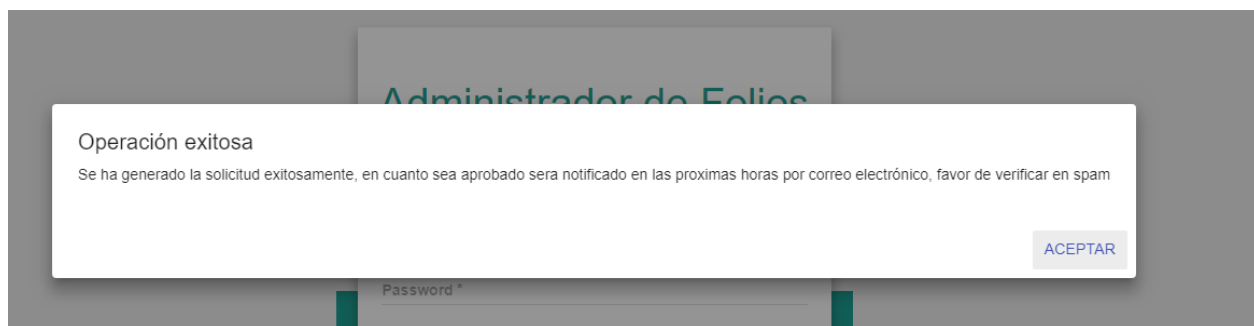 Administrador de Folios
Operación exitosa
Se ha generado la solicitud exitosamente, en cuanto sea aprobado sera notificado en las proximas horas por correo electrónico, favor de verificar en spam
ACEPTAR
Password *